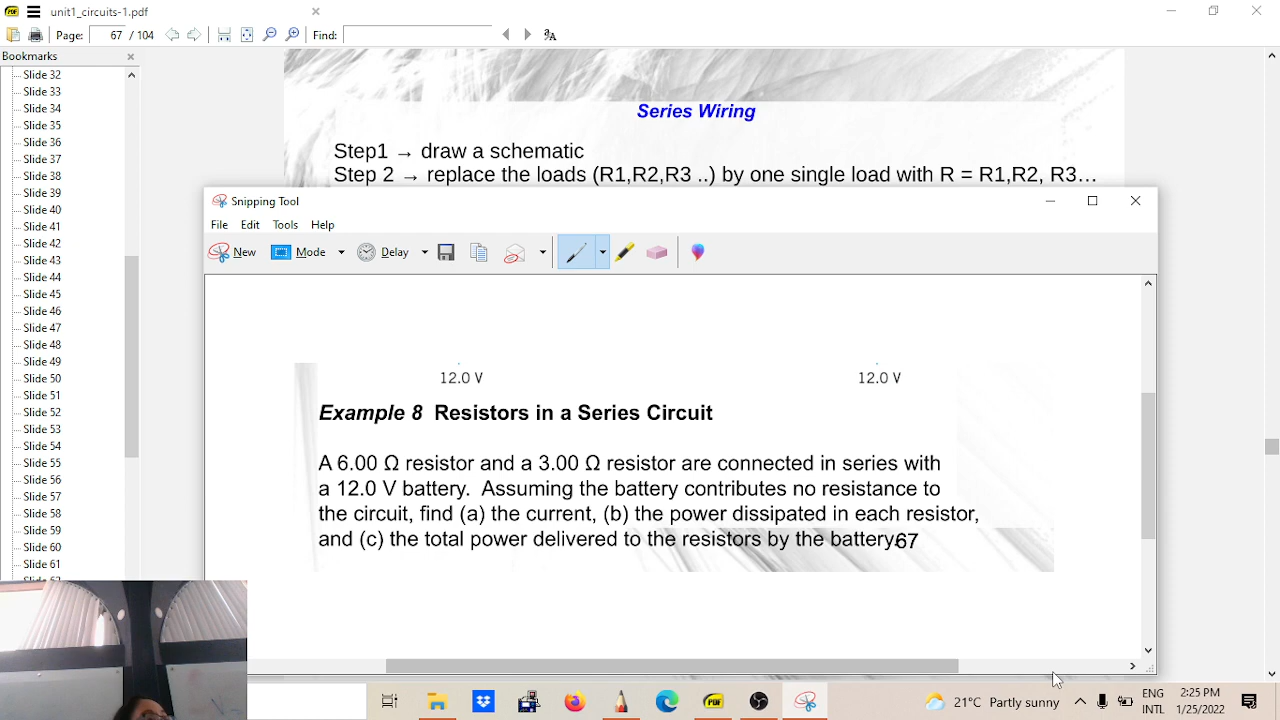 unit1_circuits-1.pdf
Page: 67 / 104 Find:
Bookmarks
Slide 32
Slide 33
Slide 34
Slide 35
Slide 36
Slide 37
Slide 38
Slide 39
Slide 40
Slide 41
Slide 42
Slide 43
Slide 44
Slide 45
Slide 46
Slide 47
Slide 48
Slide 49
Slide 50
Slide 51
Slide 52
Slide 53
Slide 54
Slide 55
Slide 56
Slide 57
Slide 58
Slide 59
Slide 60
Slide 61
Series Wiring
Step1 → draw a schematic
Step 2 → replace the loads (R1,R2,R3 ..) by one single load with R = R1,R2, R3…
Snipping Tool
File Edit Tools Help
New Mode Delay
12.0 V 12.0 V
Example 8 Resistors in a Series Circuit
A 6.00 Ω resistor and a 3.00 Ω resistor are connected in series with
a 12.0 V battery. Assuming the battery contributes no resistance to
the circuit, find (a) the current, (b) the power dissipated in each resistor,
and (c) the total power delivered to the resistors by the battery.
67
21°C Partly sunny
ENG
INTL
2:25 PM
1/25/2022